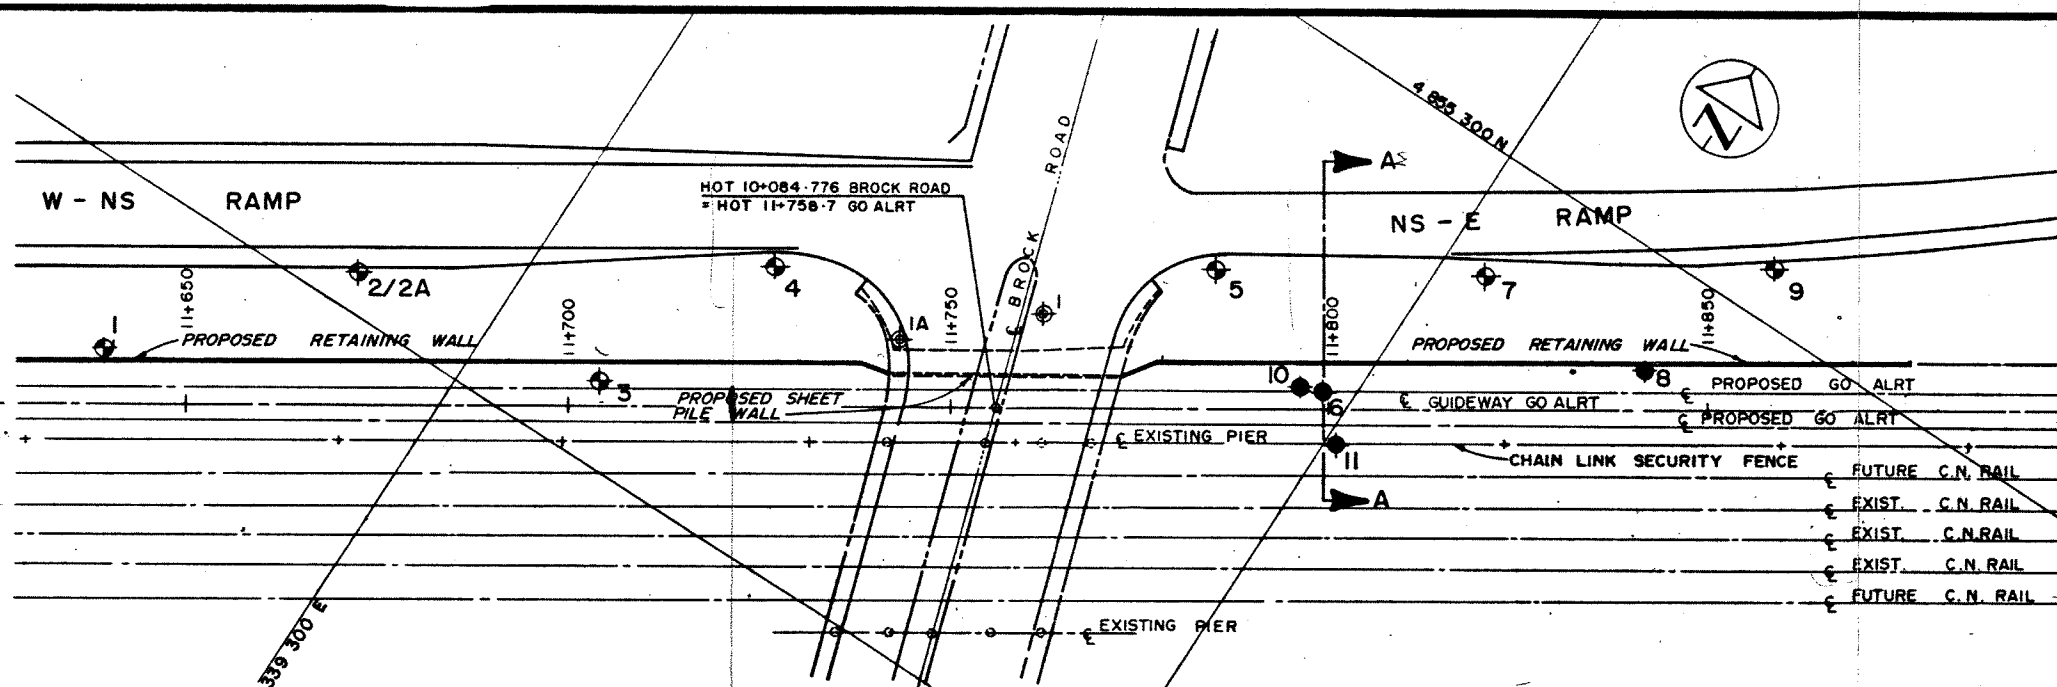 4 855 300 N
N
A
HOT 10+084·776 BROCK ROAD
= HOT 11+758·7 GO ALRT
BROCK ROAD
W - NS RAMP
NS - E RAMP
2/2A
4
5
7
9
11+650
11+700
11+750
11+800
11+850
1
1A
1
PROPOSED RETAINING WALL
PROPOSED RETAINING WALL
3
10
6
8
PROPOSED SHEET
PILE WALL
℄ PROPOSED GO ALRT
℄ GUIDEWAY GO ALRT
℄ PROPOSED GO ALRT
℄ EXISTING PIER
11
CHAIN LINK SECURITY FENCE
℄ FUTURE C.N. RAIL
A
℄ EXIST. C.N. RAIL
℄ EXIST. C.N. RAIL
℄ EXIST. C.N. RAIL
℄ FUTURE C.N. RAIL
℄ EXISTING PIER
339 300 E